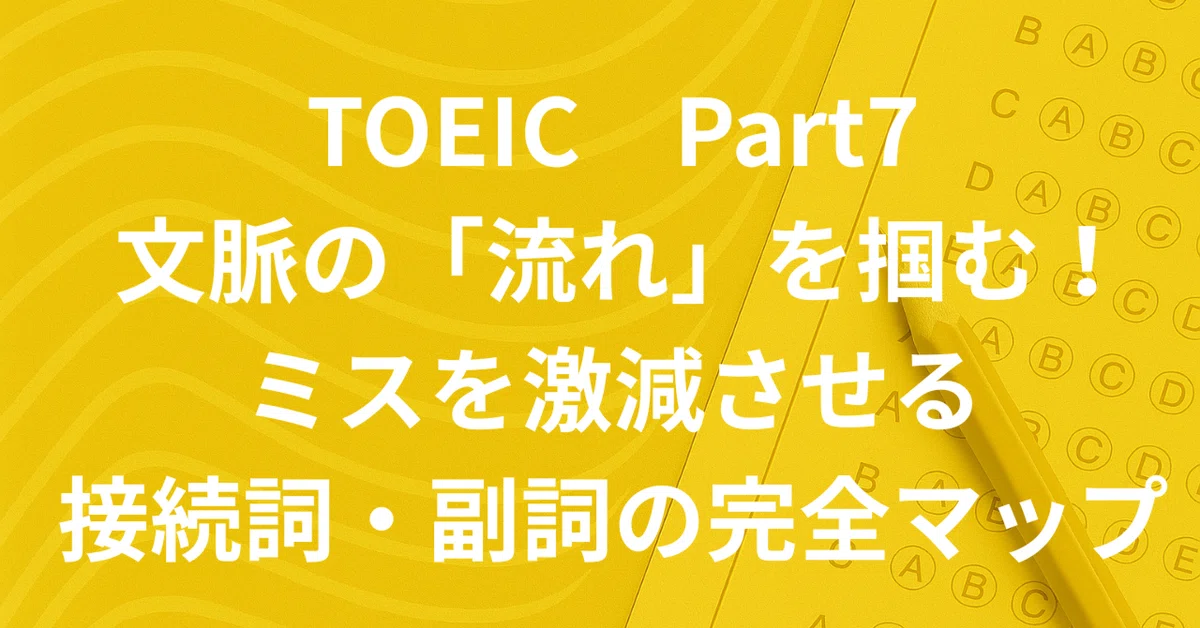 TOEIC　Part7
文脈の「流れ」を掴む！
ミスを激減させる
接続詞・副詞の完全マップ
B A B
C A B C
D A B C
A B C
A B C D
A B C D
B
A B C E